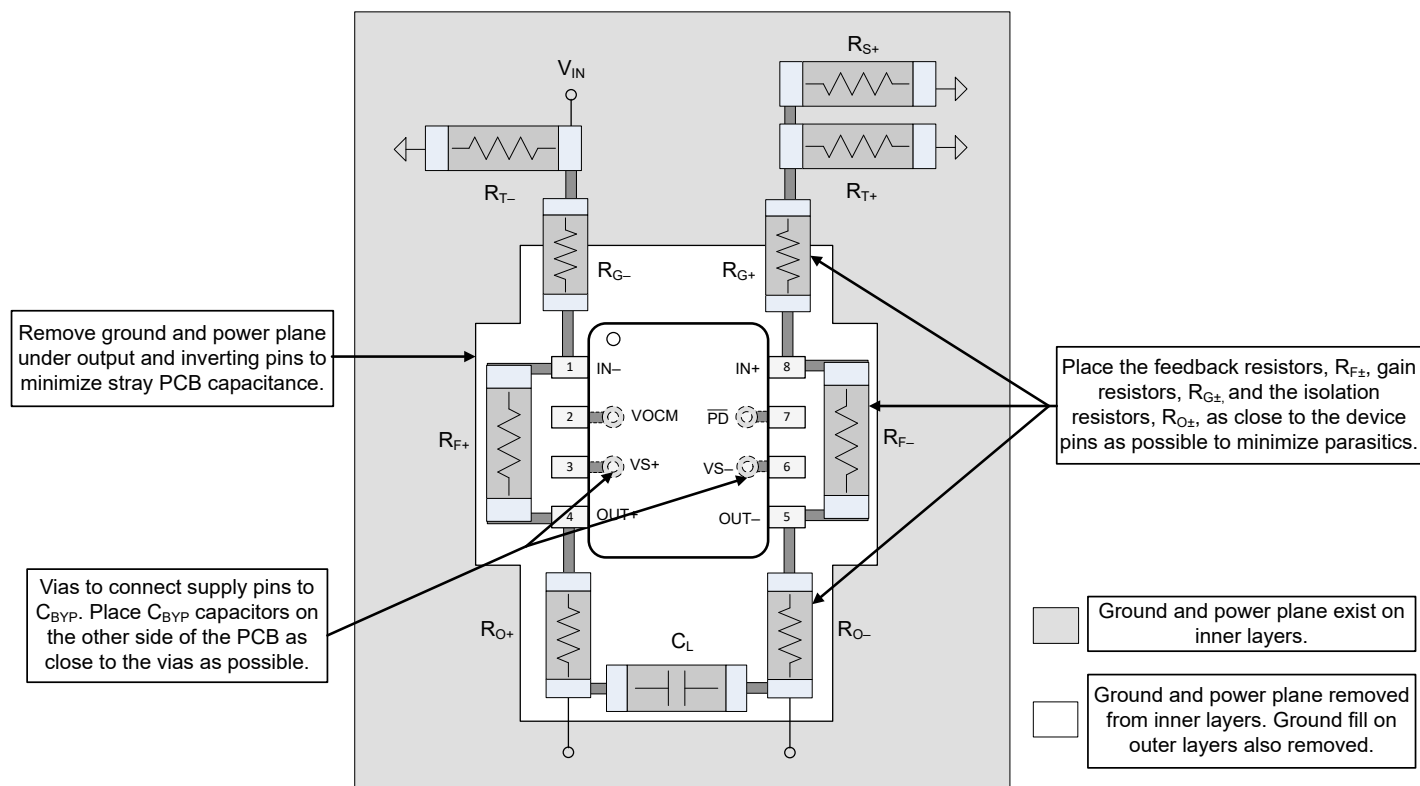 R_S+
V_IN
R_T–
R_T+
R_G–
R_G+
Remove ground and power plane
under output and inverting pins to
minimize stray PCB capacitance.
1 IN– IN+ 8
2 VOCM P̅D̅ 7
3 VS+ VS– 6
4 OUT+ OUT– 5
R_F+
R_F–
Place the feedback resistors, R_F±, gain
resistors, R_G±, and the isolation
resistors, R_O±, as close to the device
pins as possible to minimize parasitics.
Vias to connect supply pins to
C_BYP. Place C_BYP capacitors on
the other side of the PCB as
close to the vias as possible.
R_O+
C_L
R_O–
Ground and power plane exist on
inner layers.
Ground and power plane removed
from inner layers. Ground fill on
outer layers also removed.